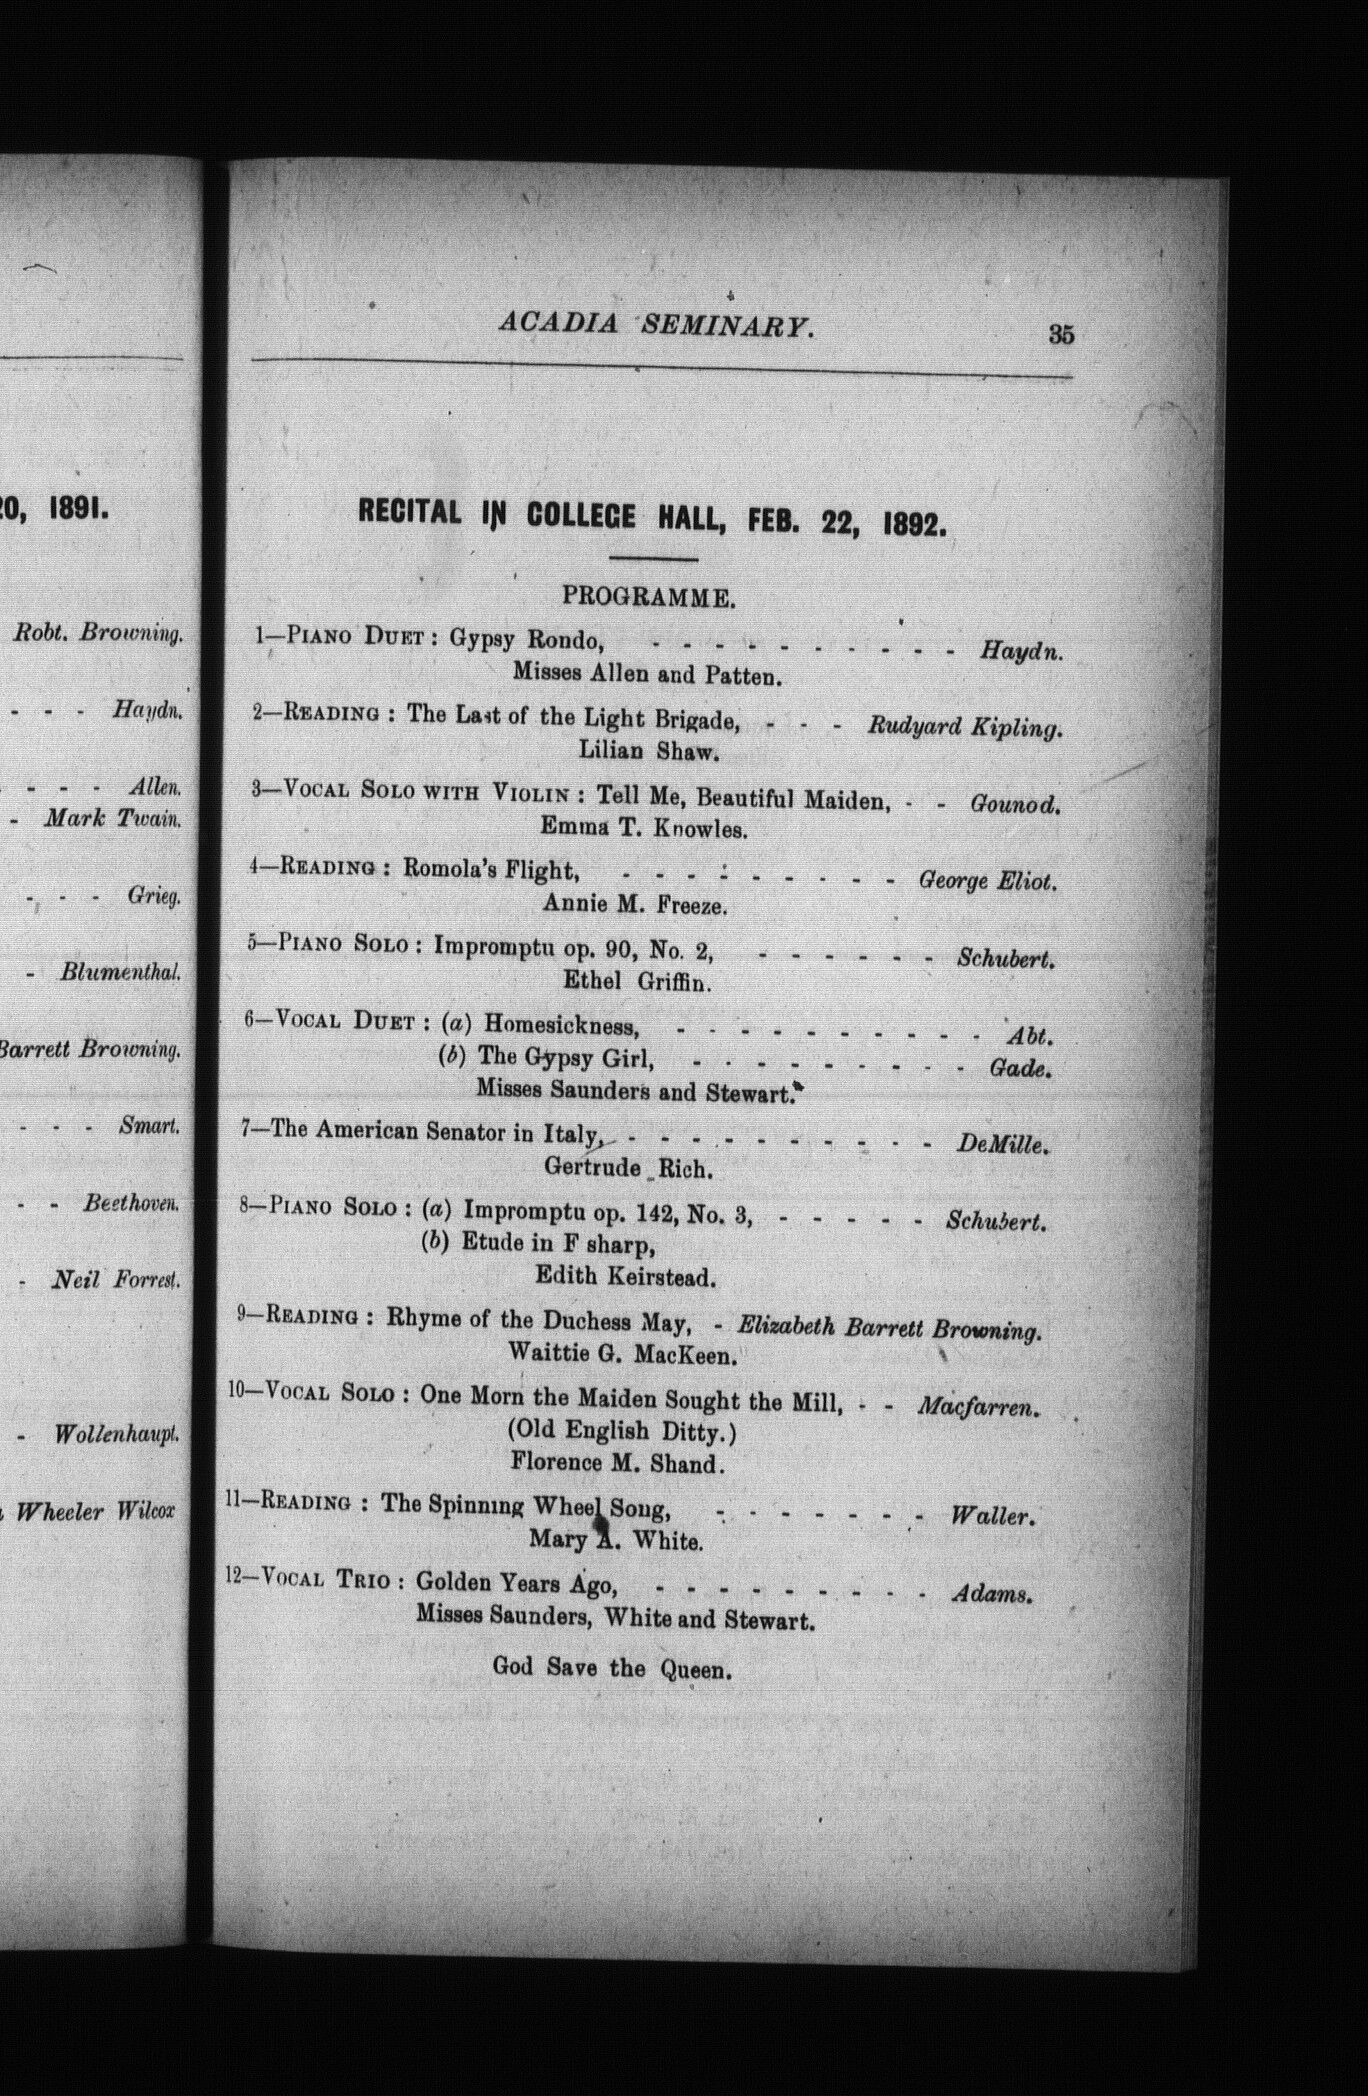 20, 1891.
Robt. Browning.
- - - Haydn.
- - - Allen.
- Mark Twain.
- - - Grieg.
- Blumenthal.
Barrett Browning.
- - - Smart.
- - Beethoven.
- Neil Forrest.
- Wollenhaupt.
Wheeler Wilcox
ACADIA SEMINARY. 35
RECITAL IN COLLEGE HALL, FEB. 22, 1892.
PROGRAMME.
1—PIANO DUET : Gypsy Rondo, - - - - - - - - - - Haydn.
Misses Allen and Patten.
2—READING : The Last of the Light Brigade, - - - Rudyard Kipling.
Lilian Shaw.
3—VOCAL SOLO WITH VIOLIN : Tell Me, Beautiful Maiden, - - Gounod.
Emma T. Knowles.
4—READING : Romola's Flight, - - - - - - - - - George Eliot.
Annie M. Freeze.
5—PIANO SOLO : Impromptu op. 90, No. 2, - - - - - - Schubert.
Ethel Griffin.
6—VOCAL DUET : (a) Homesickness, - - - - - - - - - - Abt.
(b) The Gypsy Girl, - - - - - - - - - Gade.
Misses Saunders and Stewart.
7—The American Senator in Italy, - - - - - - - - - - DeMille.
Gertrude Rich.
8—PIANO SOLO : (a) Impromptu op. 142, No. 3, - - - - - Schubert.
(b) Etude in F sharp,
Edith Keirstead.
9—READING : Rhyme of the Duchess May, - Elizabeth Barrett Browning.
Waittie G. MacKeen.
10—VOCAL SOLO : One Morn the Maiden Sought the Mill, - - Macfarren.
(Old English Ditty.)
Florence M. Shand.
11—READING : The Spinning Wheel Song, - - - - - - - Waller.
Mary A. White.
12—VOCAL TRIO : Golden Years Ago, - - - - - - - - - Adams.
Misses Saunders, White and Stewart.
God Save the Queen.